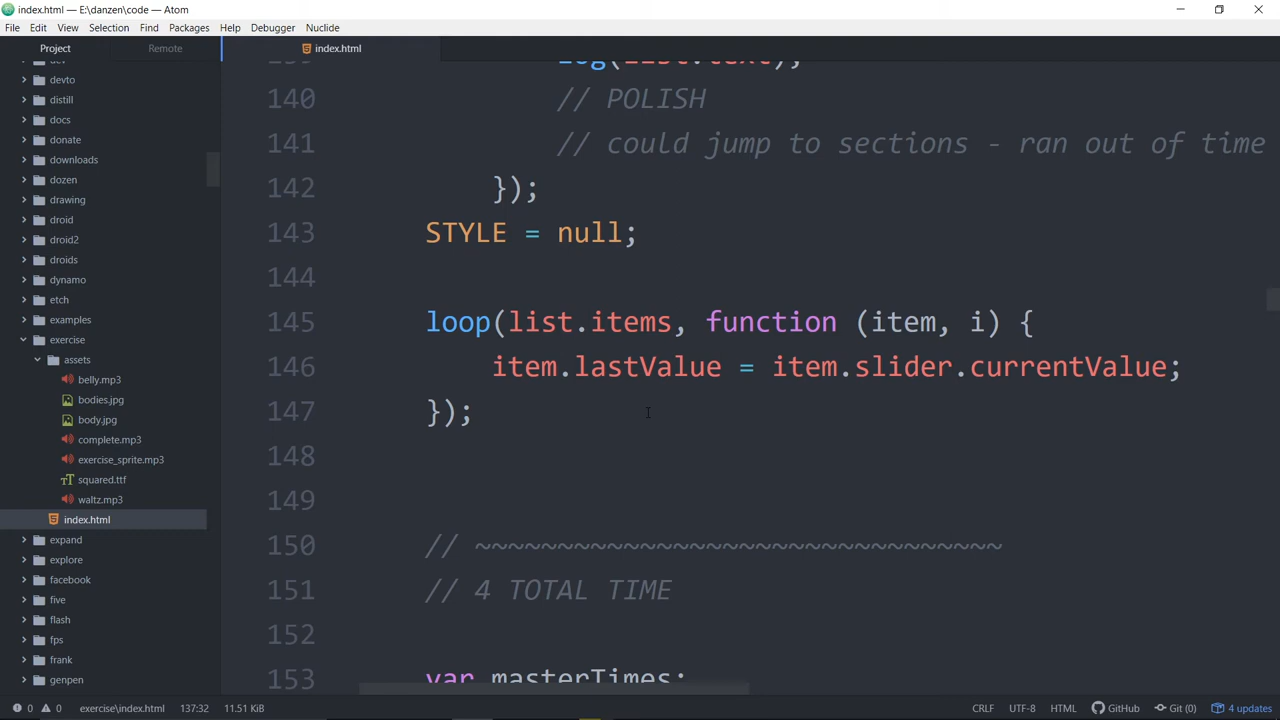 index.html — E:\danzen\code — Atom
File Edit View Selection Find Packages Help Debugger Nuclide
Project Remote index.html
dev
devto
distill
docs
donate
downloads
dozen
drawing
droid
droid2
droids
dynamo
etch
examples
exercise
assets
belly.mp3
bodies.jpg
body.jpg
complete.mp3
exercise_sprite.mp3
squared.ttf
waltz.mp3
index.html
expand
explore
facebook
five
flash
fps
frank
genpen
139 log(list.text);
140 // POLISH
141 // could jump to sections - ran out of time
142 });
143 STYLE = null;
144
145 loop(list.items, function (item, i) {
146 item.lastValue = item.slider.currentValue;
147 });
148
149
150 // ~~~~~~~~~~~~~~~~~~~~~~~~~~~~~~~~
151 // 4 TOTAL TIME
152
153 var masterTimes;
0 0 exercise\index.html 137:32 11.51 KiB CRLF UTF-8 HTML GitHub Git (0) 4 updates